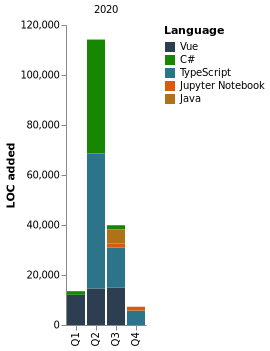 2020
Language
Vue
C#
TypeScript
Jupyter Notebook
Java
LOC added
120,000
100,000
80,000
60,000
40,000
20,000
0
Q1
Q2
Q3
Q4